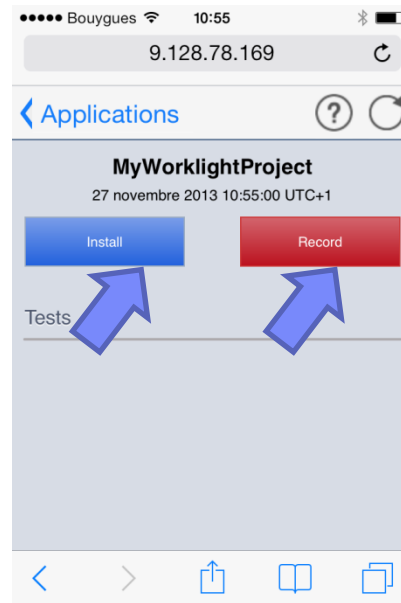 Bouygues 10:55
9.128.78.169
Applications ?
MyWorklightProject
27 novembre 2013 10:55:00 UTC+1
Install Record
Tests